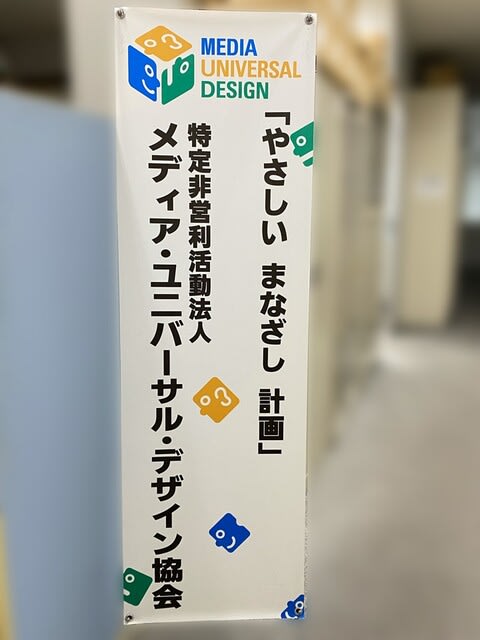 MEDIA
UNIVERSAL
DESIGN
「やさしい まなざし 計画」
特定非営利活動法人
メディア・ユニバーサル・デザイン協会